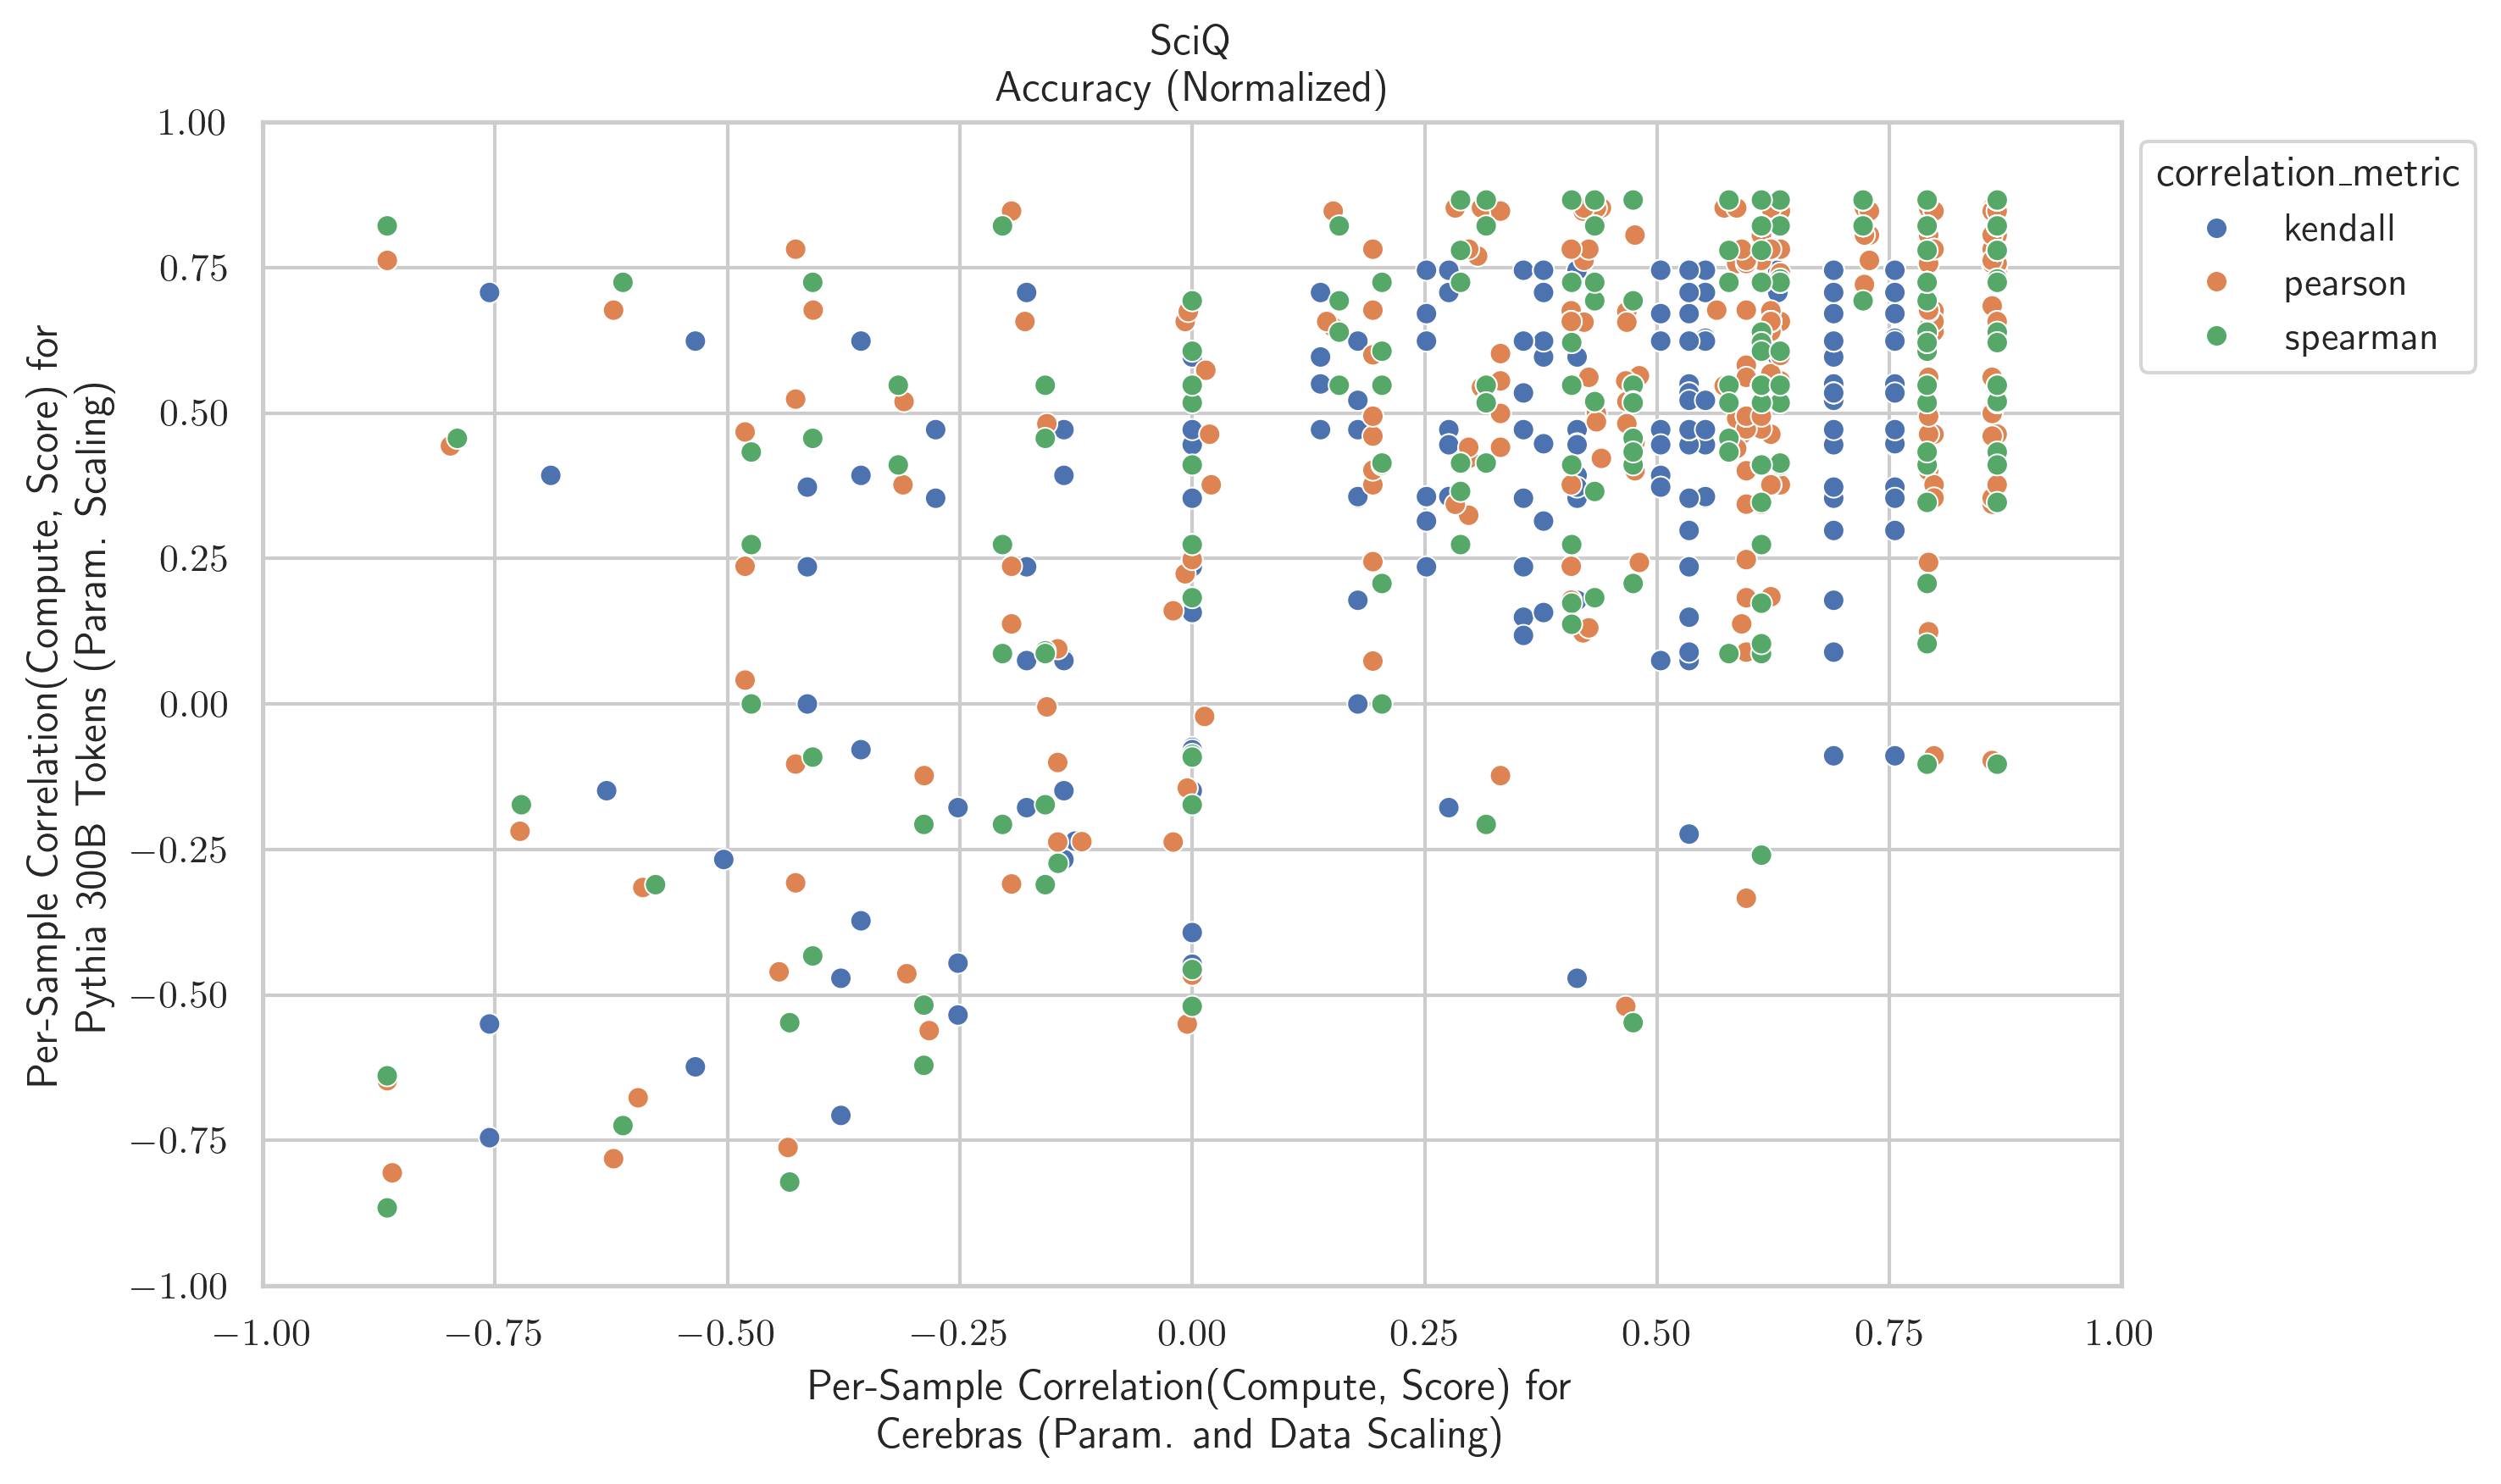 SciQ
Accuracy (Normalized)
Per-Sample Correlation(Compute, Score) for
Pythia 300B Tokens (Param. Scaling)
1.00
0.75
0.50
0.25
0.00
−0.25
−0.50
−0.75
−1.00
−1.00 −0.75 −0.50 −0.25 0.00 0.25 0.50 0.75 1.00
Per-Sample Correlation(Compute, Score) for
Cerebras (Param. and Data Scaling)
correlation_metric
kendall
pearson
spearman